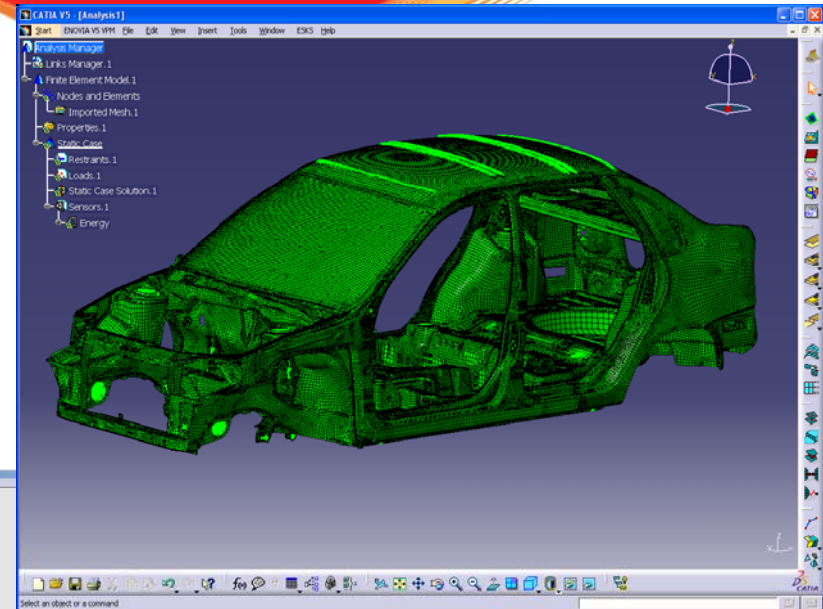 CATIA V5 - [Analysis1]
Start ENOVIA V5 VPM File Edit View Insert Tools Window ESKS Help
Analysis Manager
Links Manager.1
Finite Element Model.1
Nodes and Elements
Imported Mesh.1
Properties.1
Static Case
Restraints.1
Loads.1
Static Case Solution.1
Sensors.1
Energy
CATIA
Select an object or a command